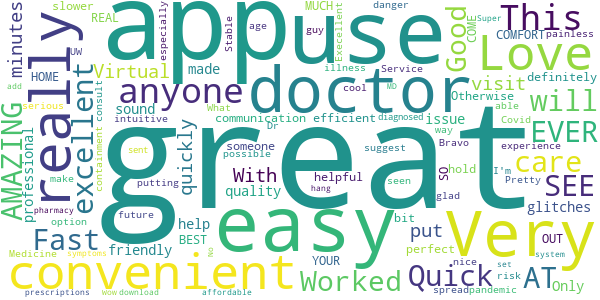 slower
REAL
app
use
MUCH
especially
age
Stable
guy
Execellent
danger
Good
COME
Super
This
painless
COMFORT
minutes
really
HOME
UW
Virtual
made
anyone
illness
cool
Service
doctor
MD
Love
visit
definitely
Otherwise
will
able
add
AMAZING
serious
excellent
consult
sound
What
intuitive
communication
efficient
diagnosed
issue
way
Covid
EVER
professional
containment
quickly
great
Dr
someone
possible
suggest
Bravo
experience
care
I'm
Pretty
SEE
With
quality
helpful
hang
seen
so
hold
glad
glitches
make
sent
putting
pharmacy
option
future
help
BEST
friendly
Fast
easy
bit
put
very
OUT
Medicine
symptoms
No
YOUR
perfect
nice
set
system
convenient
Worked
Quick
AT
risk
Only
prescriptions
wow
download
affordable
spread
pandemic